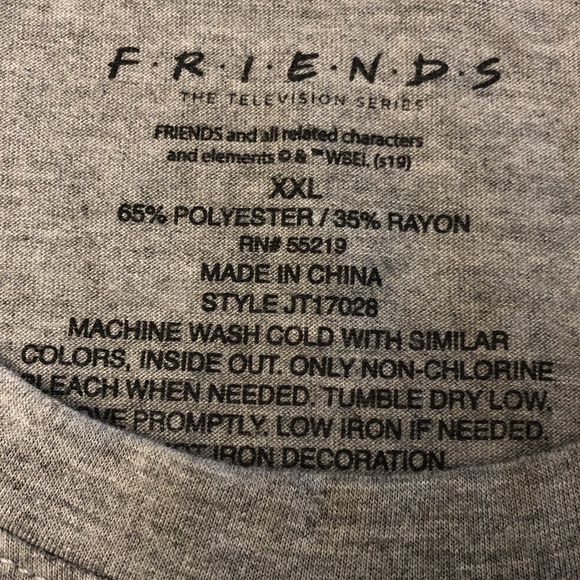 F·R·I·E·N·D·S
THE TELEVISION SERIES
FRIENDS and all related characters
and elements © & ™ WBEI. (s19)
XXL
65% POLYESTER / 35% RAYON
RN# 55219
MADE IN CHINA
STYLE JT17028
MACHINE WASH COLD WITH SIMILAR
COLORS, INSIDE OUT. ONLY NON-CHLORINE
BLEACH WHEN NEEDED. TUMBLE DRY LOW.
PROMPTLY. LOW IRON IF NEEDED.
IRON DECORATION.